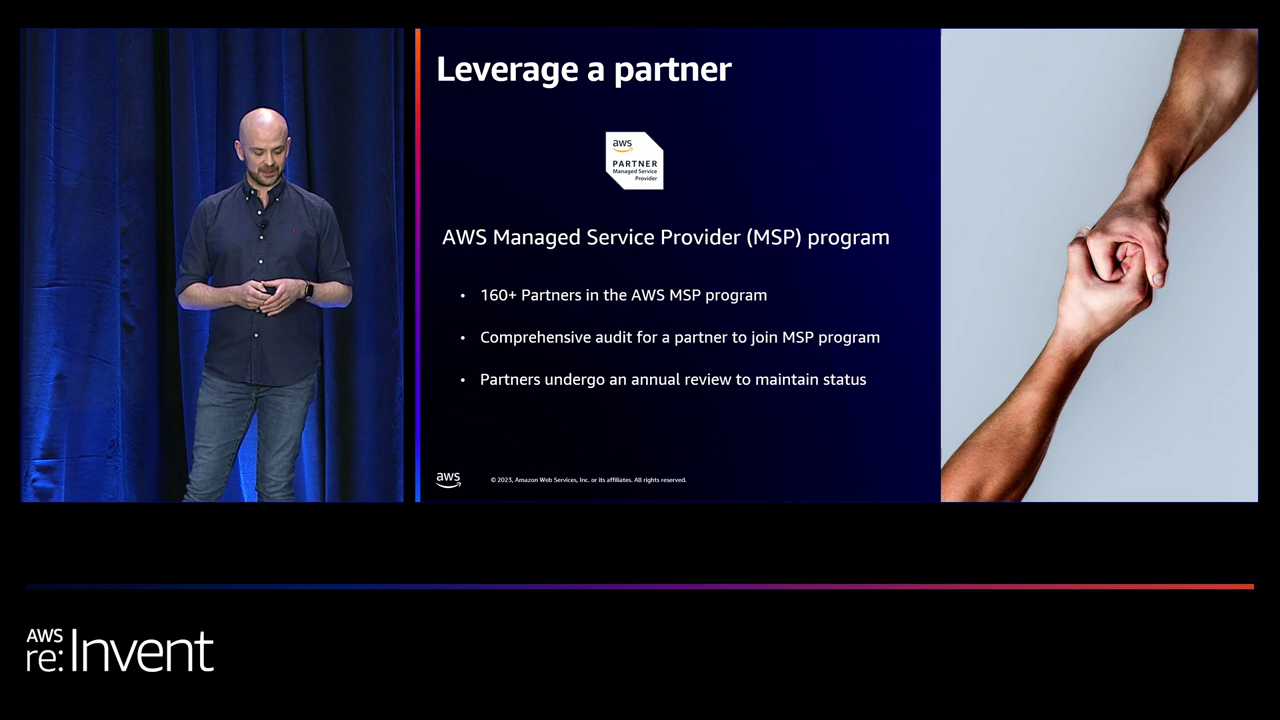 Leverage a partner
aws
PARTNER
Managed Service
Provider
AWS Managed Service Provider (MSP) program
• 160+ Partners in the AWS MSP program
• Comprehensive audit for a partner to join MSP program
• Partners undergo an annual review to maintain status
aws
© 2023, Amazon Web Services, Inc. or its affiliates. All rights reserved.
AWS
re:Invent